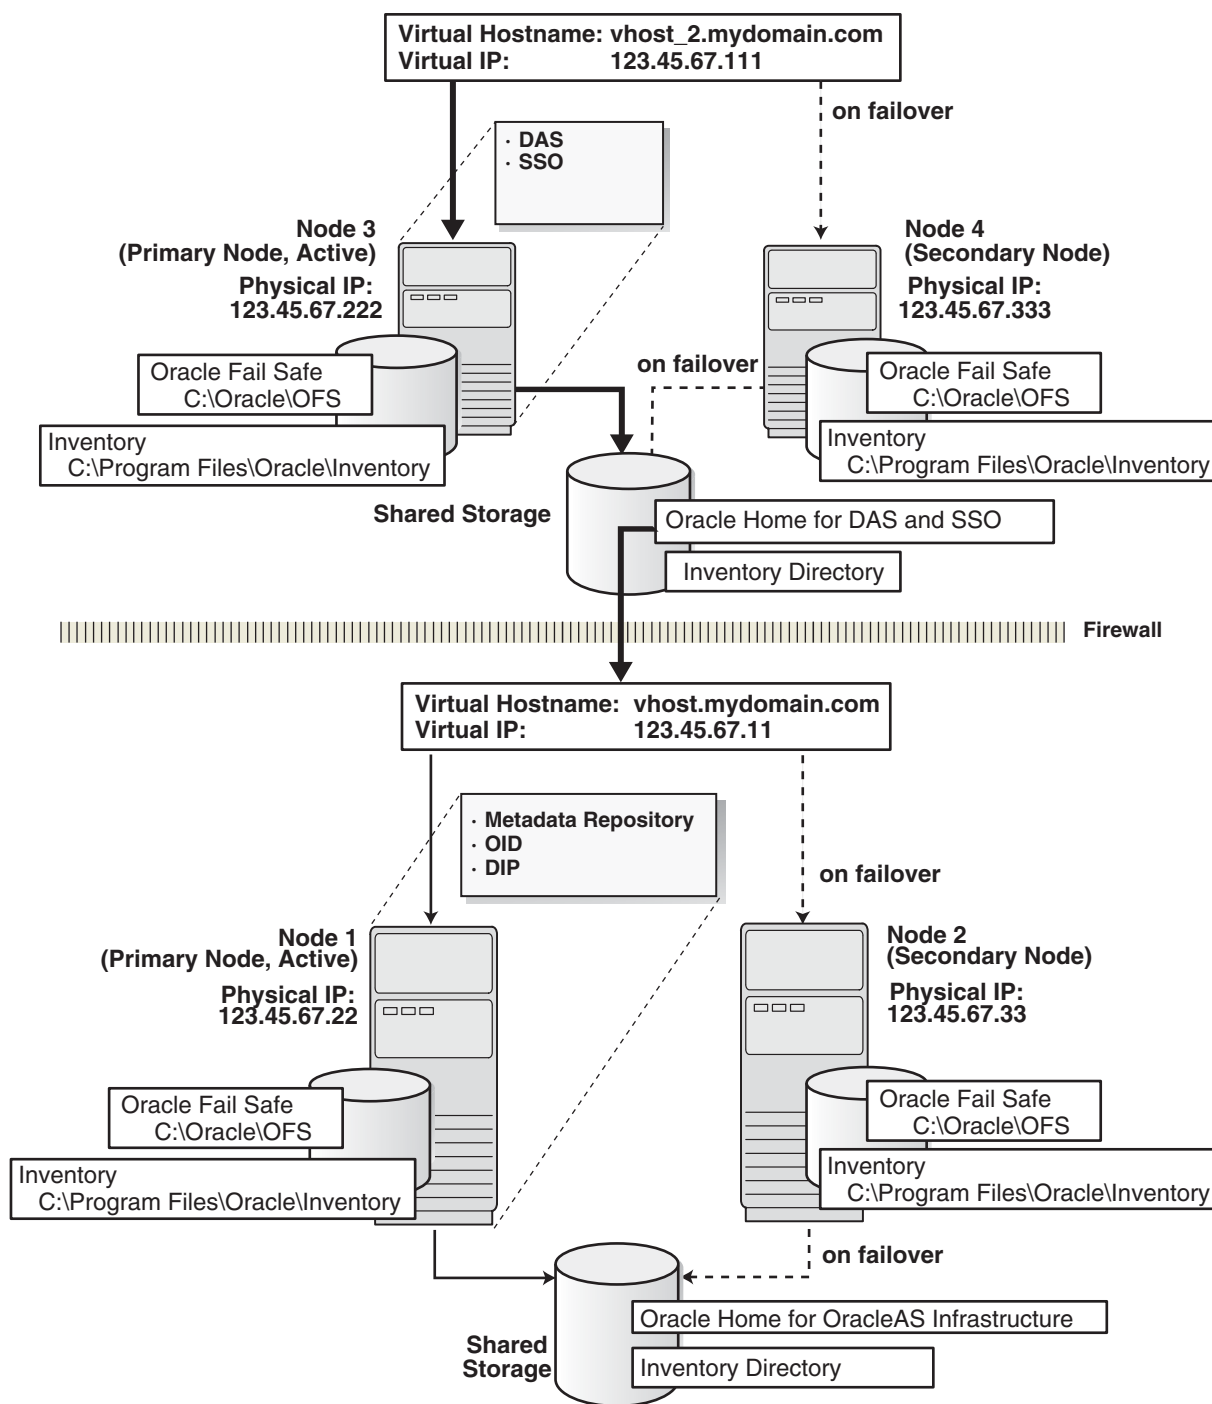 Virtual Hostname: vhost_2.mydomain.com
Virtual IP: 123.45.67.111
on failover
· DAS
· SSO
Node 3
(Primary Node, Active)
Physical IP:
123.45.67.222
Node 4
(Secondary Node)
Physical IP:
123.45.67.333
on failover
Oracle Fail Safe
C:\Oracle\OFS
Inventory
C:\Program Files\Oracle\Inventory
Oracle Fail Safe
C:\Oracle\OFS
Inventory
C:\Program Files\Oracle\Inventory
Shared Storage
Oracle Home for DAS and SSO
Inventory Directory
Firewall
Virtual Hostname: vhost.mydomain.com
Virtual IP: 123.45.67.11
· Metadata Repository
· OID
· DIP
on failover
Node 1
(Primary Node, Active)
Physical IP:
123.45.67.22
Node 2
(Secondary Node)
Physical IP:
123.45.67.33
Oracle Fail Safe
C:\Oracle\OFS
Inventory
C:\Program Files\Oracle\Inventory
Oracle Fail Safe
C:\Oracle\OFS
Inventory
C:\Program Files\Oracle\Inventory
on failover
Shared
Storage
Oracle Home for OracleAS Infrastructure
Inventory Directory